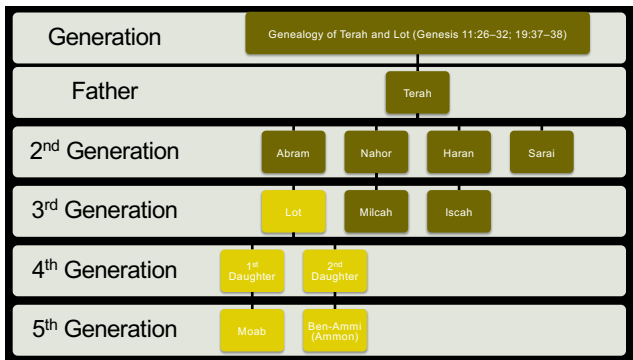 Generation
Genealogy of Terah and Lot (Genesis 11:26–32; 19:37–38)
Father
Terah
2nd Generation
Abram
Nahor
Haran
Sarai
3rd Generation
Lot
Milcah
Iscah
4th Generation
1st
Daughter
2nd
Daughter
5th Generation
Moab
Ben-Ammi
(Ammon)